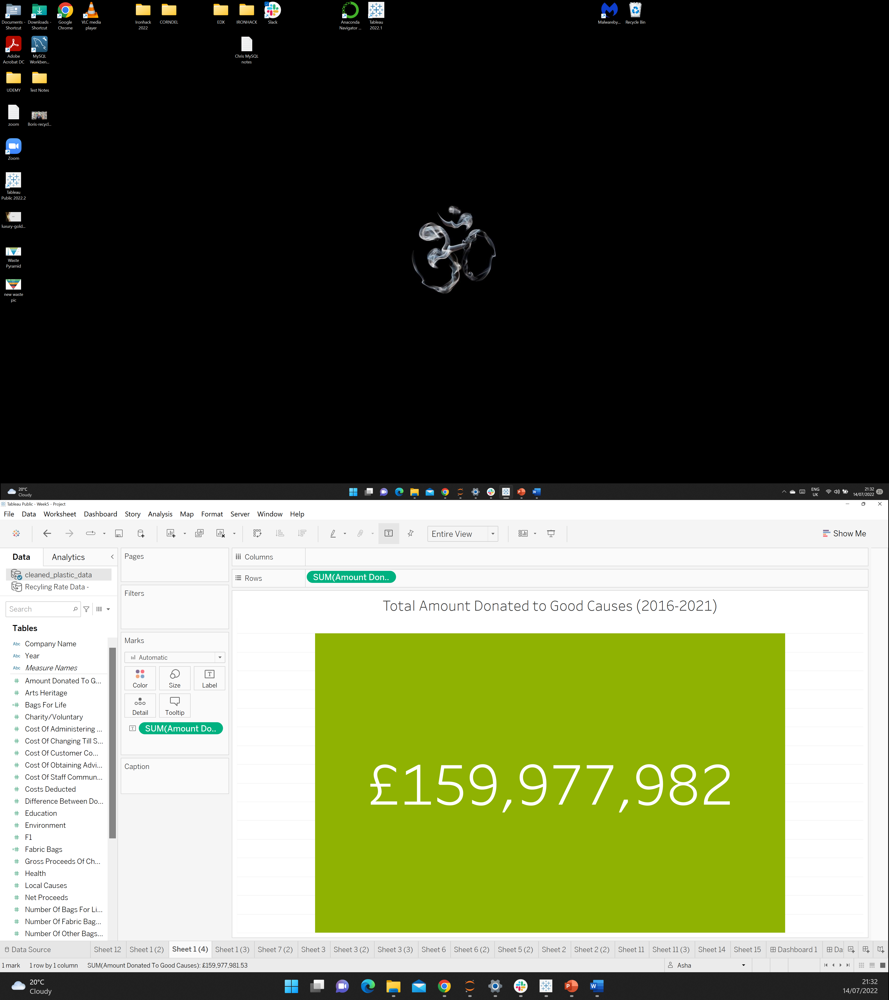 Documents - Shortcut
Downloads - Shortcut
Google Chrome
VLC media player
Ironhack 2022
CORNDEL
EDX
IRONHACK
Slack
Anaconda Navigator ...
Tableau 2022.1
Malwareby...
Recycle Bin
Adobe Acrobat DC
MySQL Workben...
Chris MySQL notes
UDEMY
Test Notes
zoom
Boris-recycl...
Zoom
Tableau Public 2022.2
luxury-gold...
Waste Pyramid
new waste pic
20°C
Cloudy
ENG
UK
21:32
14/07/2022
23
Tableau Public - Week5 - Project
File Data Worksheet Dashboard Story Analysis Map Format Server Window Help
Entire View
Show Me
Data
Analytics
cleaned_plastic_data
Recyling Rate Data -
Search
Tables
Abc Company Name
Abc Year
Abc Measure Names
Amount Donated To G...
Arts Heritage
Bags For Life
Charity/Voluntary
Cost Of Administering ...
Cost Of Changing Till S...
Cost Of Customer Co...
Cost Of Obtaining Advi...
Cost Of Staff Commun...
Costs Deducted
Difference Between Do...
Education
Environment
F1
Fabric Bags
Gross Proceeds Of Ch...
Health
Local Causes
Net Proceeds
Number Of Bags For Li...
Number Of Fabric Bag...
Number Of Other Bags...
Pages
Filters
Marks
Automatic
Color
Size
Label
Detail
Tooltip
SUM(Amount Do..
Caption
Columns
Rows
SUM(Amount Don..
Total Amount Donated to Good Causes (2016-2021)
£159,977,982
Data Source
Sheet 12
Sheet 1 (2)
Sheet 1 (4)
Sheet 1 (3)
Sheet 7 (2)
Sheet 3
Sheet 3 (2)
Sheet 3 (3)
Sheet 6
Sheet 6 (2)
Sheet 5 (2)
Sheet 2
Sheet 2 (2)
Sheet 11
Sheet 11 (3)
Sheet 14
Sheet 15
Dashboard 1
Da
1 mark
1 row by 1 column
SUM(Amount Donated To Good Causes): £159,977,981.53
Asha
20°C
Cloudy
21:32
14/07/2022